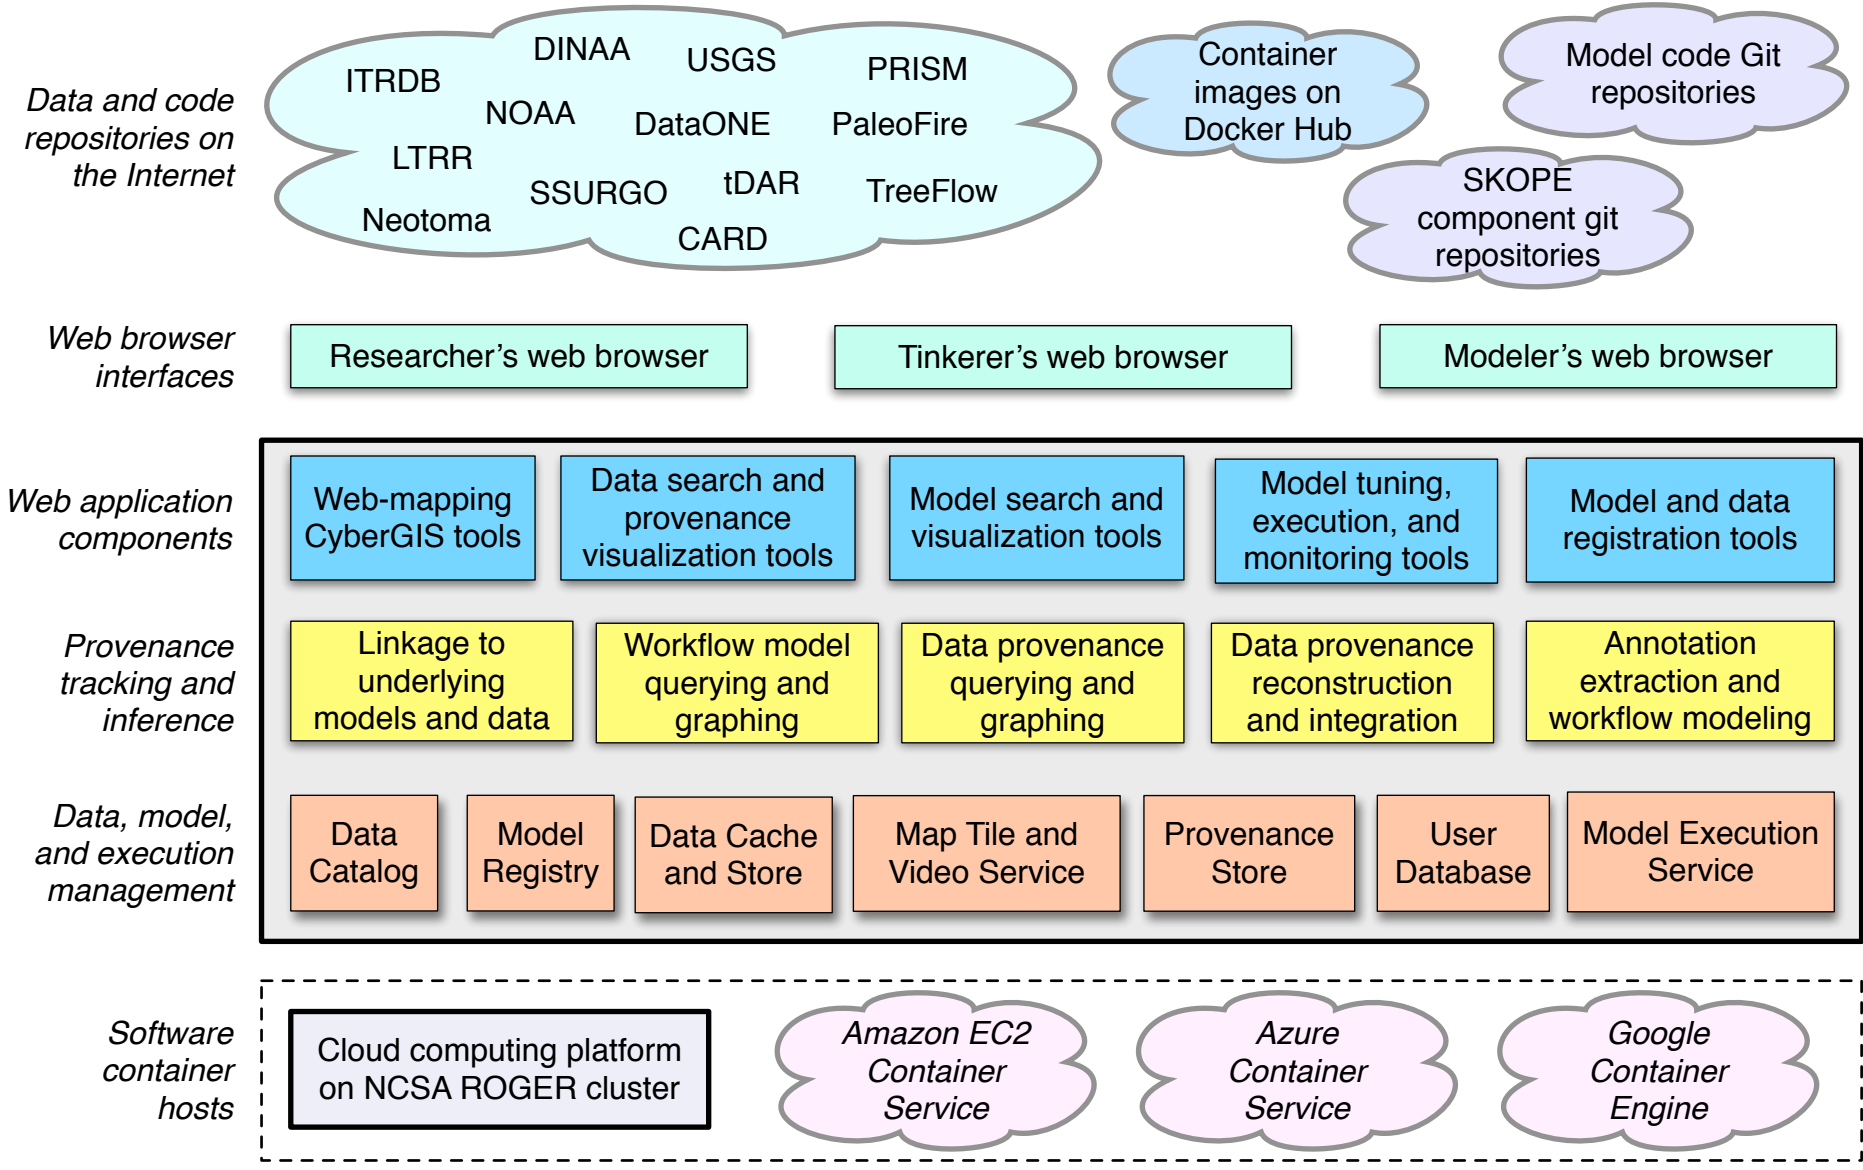 Data and code
repositories on
the Internet
DINAA
USGS
ITRDB
PRISM
NOAA
DataONE
PaleoFire
LTRR
SSURGO
tDAR
TreeFlow
Neotoma
CARD
Container
images on
Docker Hub
Model code Git
repositories
SKOPE
component git
repositories
Web browser
interfaces
Researcher's web browser
Tinkerer's web browser
Modeler's web browser
Web application
components
Web-mapping
CyberGIS tools
Data search and
provenance
visualization tools
Model search and
visualization tools
Model tuning,
execution, and
monitoring tools
Model and data
registration tools
Provenance
tracking and
inference
Linkage to
underlying
models and data
Workflow model
querying and
graphing
Data provenance
querying and
graphing
Data provenance
reconstruction
and integration
Annotation
extraction and
workflow modeling
Data, model,
and execution
management
Data
Catalog
Model
Registry
Data Cache
and Store
Map Tile and
Video Service
Provenance
Store
User
Database
Model Execution
Service
Software
container
hosts
Cloud computing platform
on NCSA ROGER cluster
Amazon EC2
Container
Service
Azure
Container
Service
Google
Container
Engine